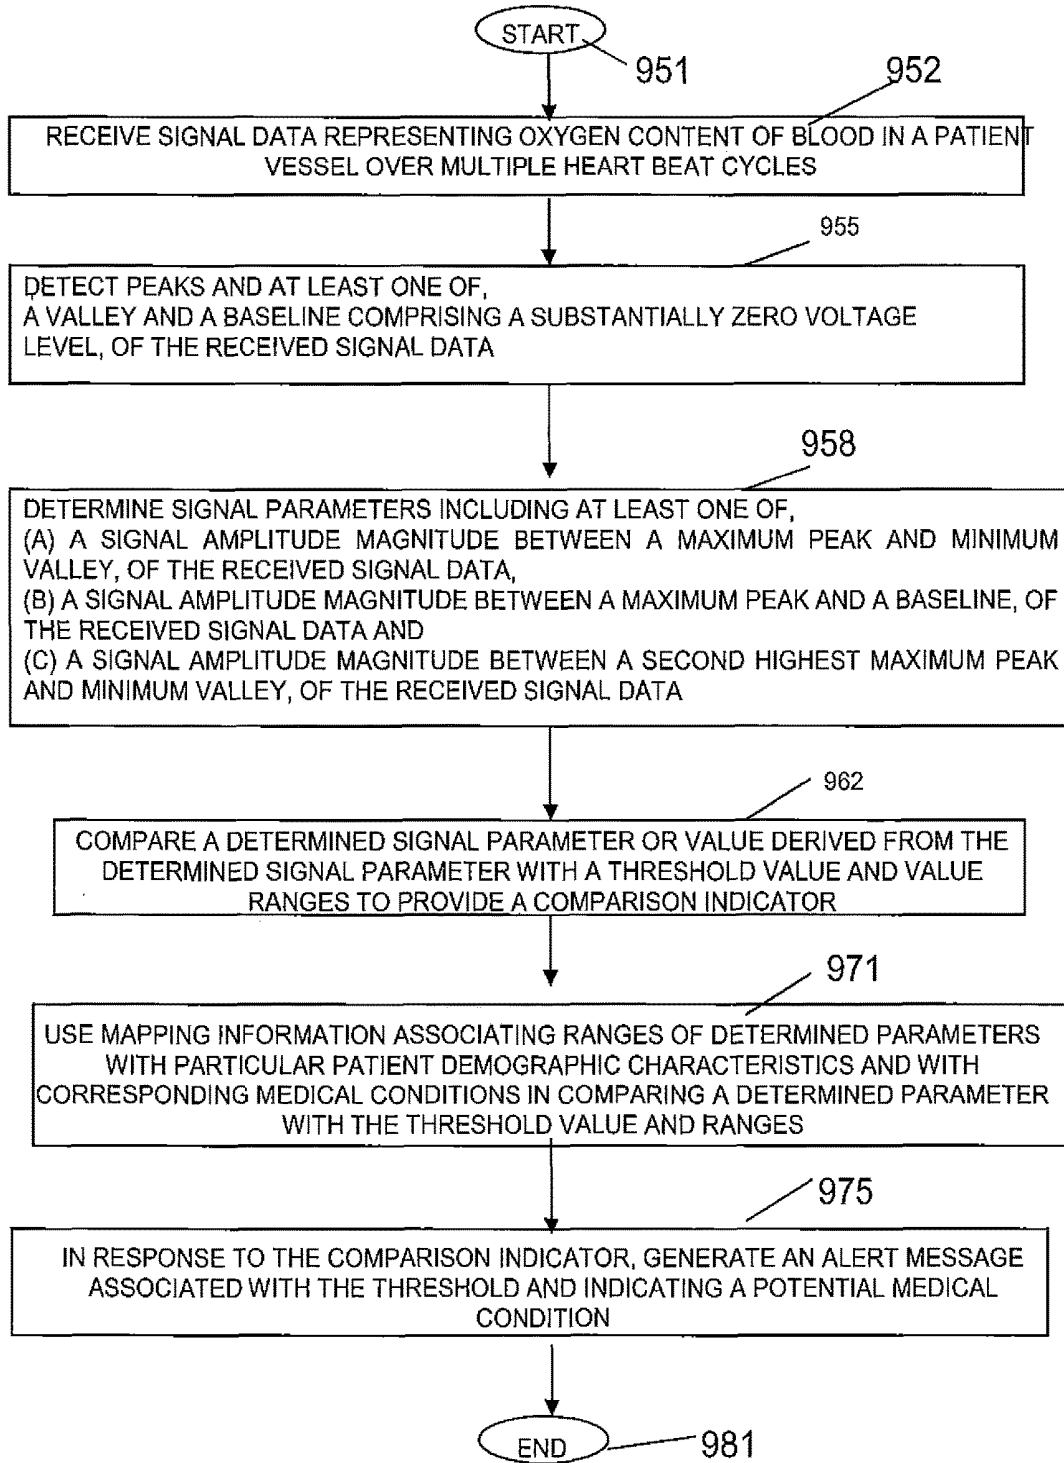 START
951
952
RECEIVE SIGNAL DATA REPRESENTING OXYGEN CONTENT OF BLOOD IN A PATIENT
VESSEL OVER MULTIPLE HEART BEAT CYCLES
955
DETECT PEAKS AND AT LEAST ONE OF,
A VALLEY AND A BASELINE COMPRISING A SUBSTANTIALLY ZERO VOLTAGE
LEVEL, OF THE RECEIVED SIGNAL DATA
958
DETERMINE SIGNAL PARAMETERS INCLUDING AT LEAST ONE OF,
(A) A SIGNAL AMPLITUDE MAGNITUDE BETWEEN A MAXIMUM PEAK AND MINIMUM
VALLEY, OF THE RECEIVED SIGNAL DATA,
(B) A SIGNAL AMPLITUDE MAGNITUDE BETWEEN A MAXIMUM PEAK AND A BASELINE, OF
THE RECEIVED SIGNAL DATA AND
(C) A SIGNAL AMPLITUDE MAGNITUDE BETWEEN A SECOND HIGHEST MAXIMUM PEAK
AND MINIMUM VALLEY, OF THE RECEIVED SIGNAL DATA
962
COMPARE A DETERMINED SIGNAL PARAMETER OR VALUE DERIVED FROM THE
DETERMINED SIGNAL PARAMETER WITH A THRESHOLD VALUE AND VALUE
RANGES TO PROVIDE A COMPARISON INDICATOR
971
USE MAPPING INFORMATION ASSOCIATING RANGES OF DETERMINED PARAMETERS
WITH PARTICULAR PATIENT DEMOGRAPHIC CHARACTERISTICS AND WITH
CORRESPONDING MEDICAL CONDITIONS IN COMPARING A DETERMINED PARAMETER
WITH THE THRESHOLD VALUE AND RANGES
975
IN RESPONSE TO THE COMPARISON INDICATOR, GENERATE AN ALERT MESSAGE
ASSOCIATED WITH THE THRESHOLD AND INDICATING A POTENTIAL MEDICAL
CONDITION
END
981